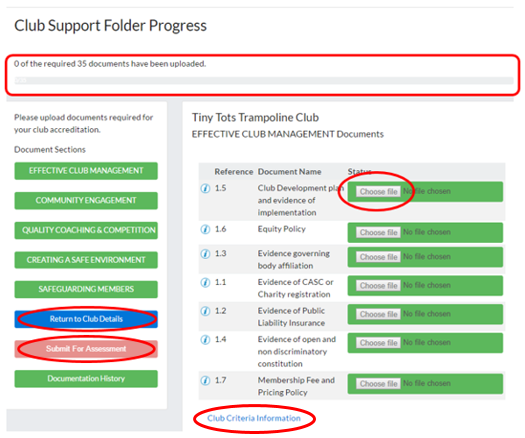 Club Support Folder Progress
0 of the required 35 documents have been uploaded.
Please upload documents required for
your club accreditation.
Document Sections
EFFECTIVE CLUB MANAGEMENT
COMMUNITY ENGAGEMENT
QUALITY COACHING & COMPETITION
CREATING A SAFE ENVIRONMENT
SAFEGUARDING MEMBERS
Return to Club Details
Submit For Assessment
Documentation History
Tiny Tots Trampoline Club
EFFECTIVE CLUB MANAGEMENT Documents
Reference Document Name Status
1.5 Club Development plan Choose file No file chosen
and evidence of
implementation
1.6 Equity Policy Choose file No file chosen
1.3 Evidence governing Choose file No file chosen
body affiliation
1.1 Evidence of CASC or Choose file No file chosen
Charity registration
1.2 Evidence of Public Choose file No file chosen
Liability Insurance
1.4 Evidence of open and Choose file No file chosen
non discriminatory
constitution
1.7 Membership Fee and Choose file No file chosen
Pricing Policy
Club Criteria Information